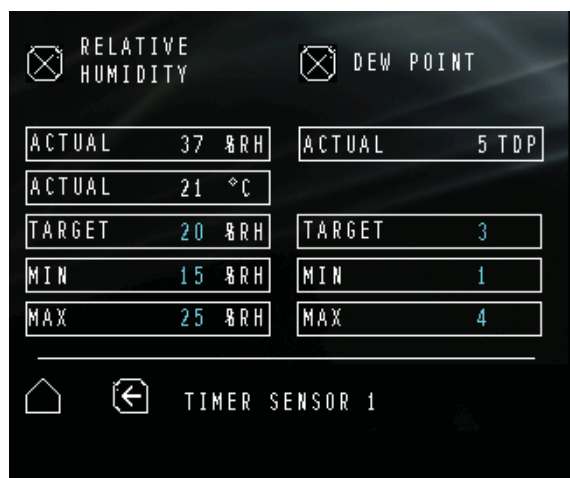 RELATIVE
HUMIDITY
DEW POINT
ACTUAL 37 %RH
ACTUAL 5 TDP
ACTUAL 21 °C
TARGET 20 %RH
TARGET 3
MIN 15 %RH
MIN 1
MAX 25 %RH
MAX 4
TIMER SENSOR 1